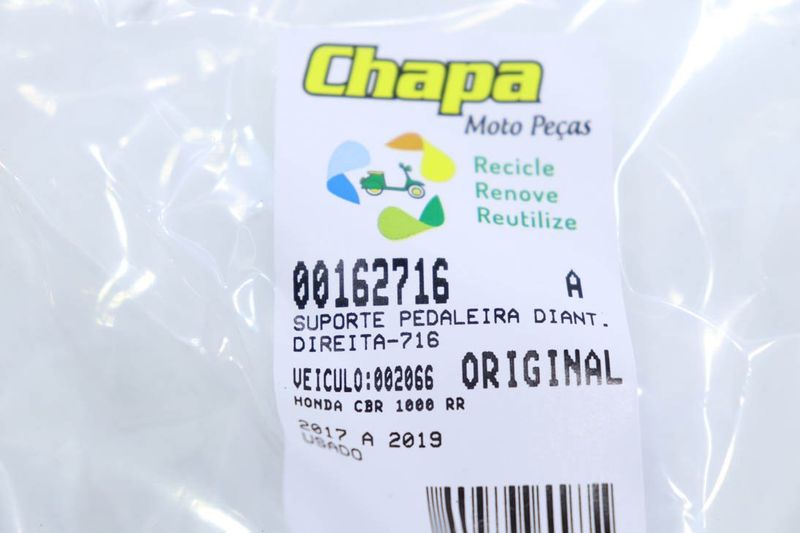 Chapa
Moto Peças
Recicle
Renove
Reutilize
00162716 A
SUPORTE PEDALEIRA DIANT.
DIREITA-716
VEICULO:002066 ORIGINAL
HONDA CBR 1000 RR
2017 A 2019
USADO